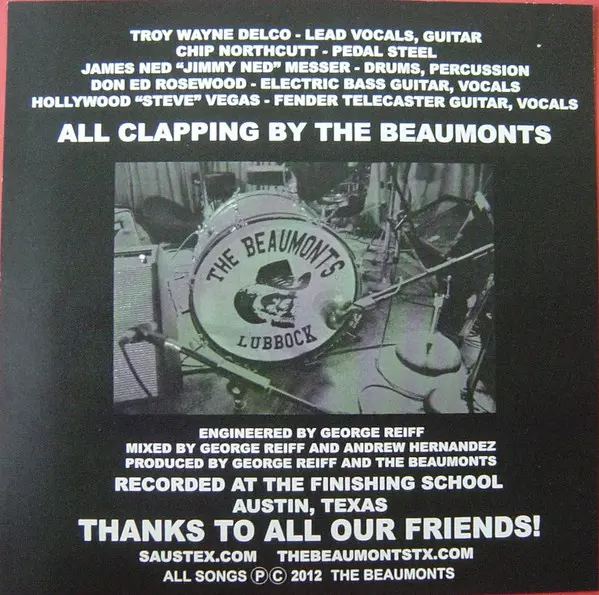 TROY WAYNE DELCO - LEAD VOCALS, GUITAR
CHIP NORTHCUTT - PEDAL STEEL
JAMES NED "JIMMY NED" MESSER - DRUMS, PERCUSSION
DON ED ROSEWOOD - ELECTRIC BASS GUITAR, VOCALS
HOLLYWOOD "STEVE" VEGAS - FENDER TELECASTER GUITAR, VOCALS
ALL CLAPPING BY THE BEAUMONTS
THE BEAUMONTS
LUBBOCK
ENGINEERED BY GEORGE REIFF
MIXED BY GEORGE REIFF AND ANDREW HERNANDEZ
PRODUCED BY GEORGE REIFF AND THE BEAUMONTS
RECORDED AT THE FINISHING SCHOOL
AUSTIN, TEXAS
THANKS TO ALL OUR FRIENDS!
SAUSTEX.COM THEBEAUMONTSTX.COM
ALL SONGS Ⓟ© 2012 THE BEAUMONTS